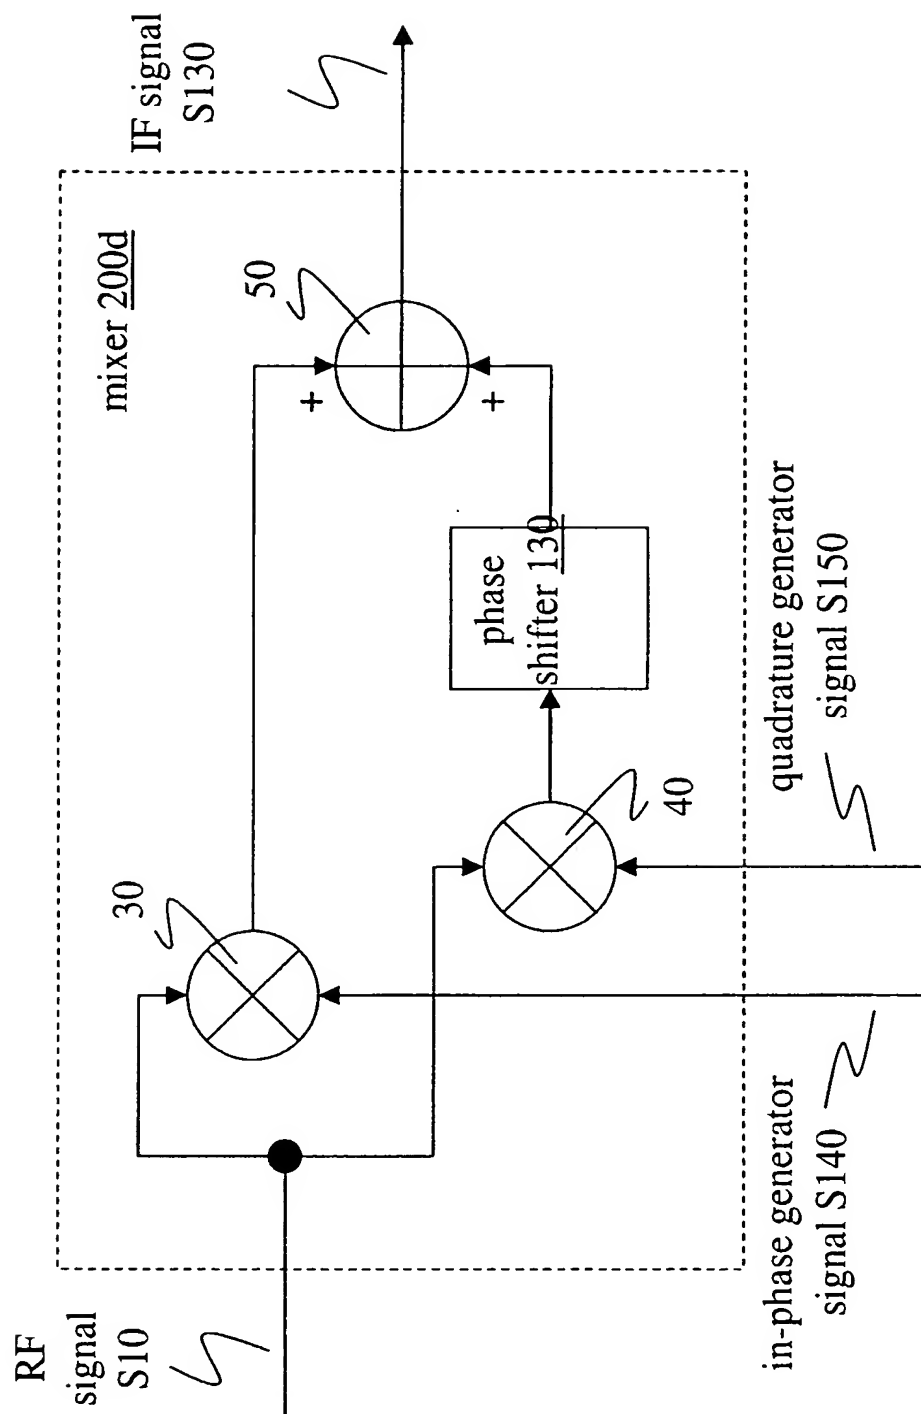 RF
signal
S10
IF signal
S130
mixer 200d
30
50
+
+
40
phase
shifter 130
in-phase generator
signal S140
quadrature generator
signal S150